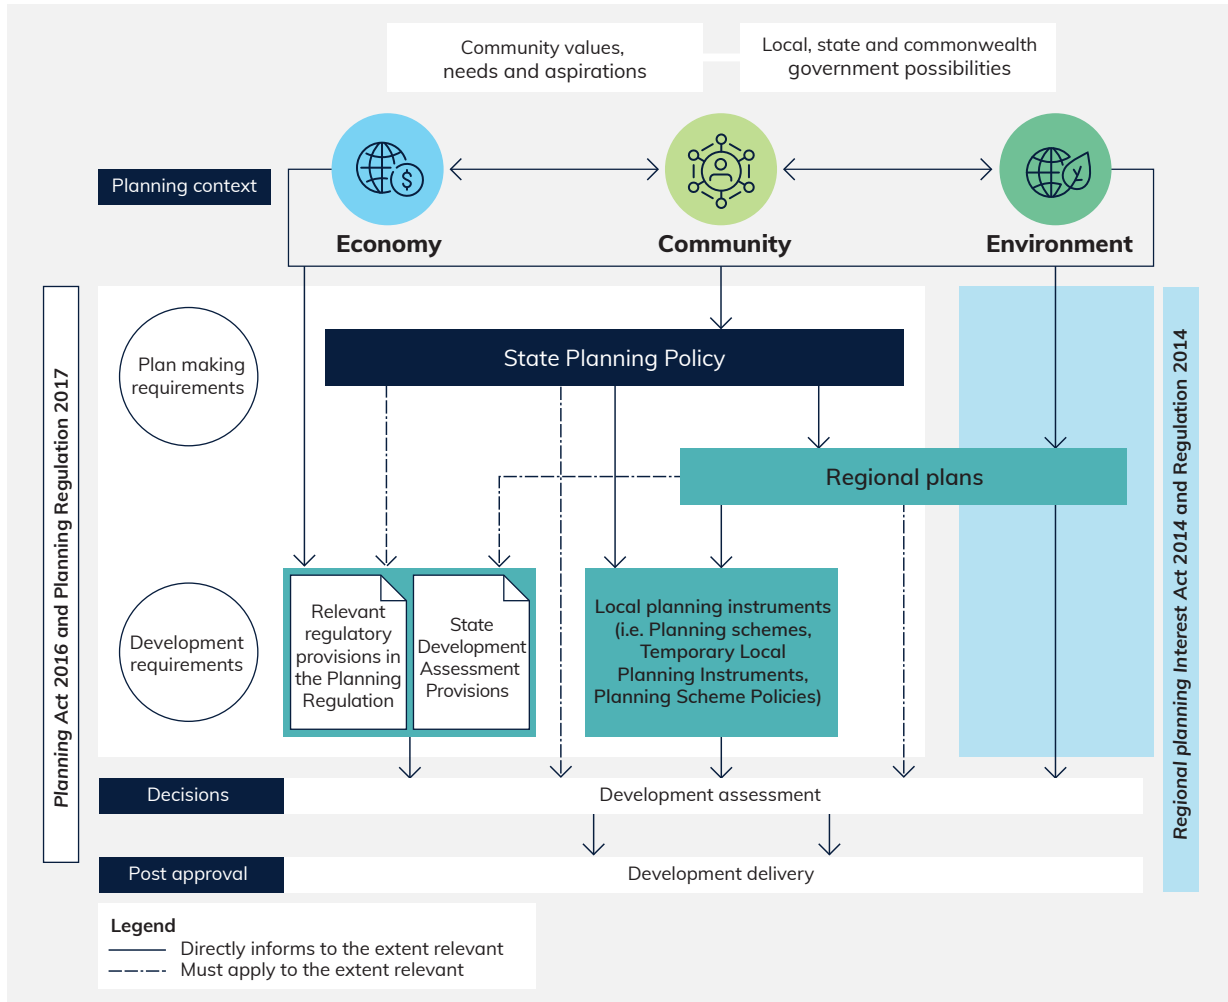 Community values,
needs and aspirations
Local, state and commonwealth
government possibilities
Planning context
$
Economy
Community
Environment
Planning Act 2016 and Planning Regulation 2017
Regional planning Interest Act 2014 and Regulation 2014
Plan making
requirements
State Planning Policy
Regional plans
Development
requirements
Relevant
regulatory
provisions in
the Planning
Regulation
State
Development
Assessment
Provisions
Local planning instruments
(i.e. Planning schemes,
Temporary Local
Planning Instruments,
Planning Scheme Policies)
Decisions
Development assessment
Post approval
Development delivery
Legend
Directly informs to the extent relevant
Must apply to the extent relevant